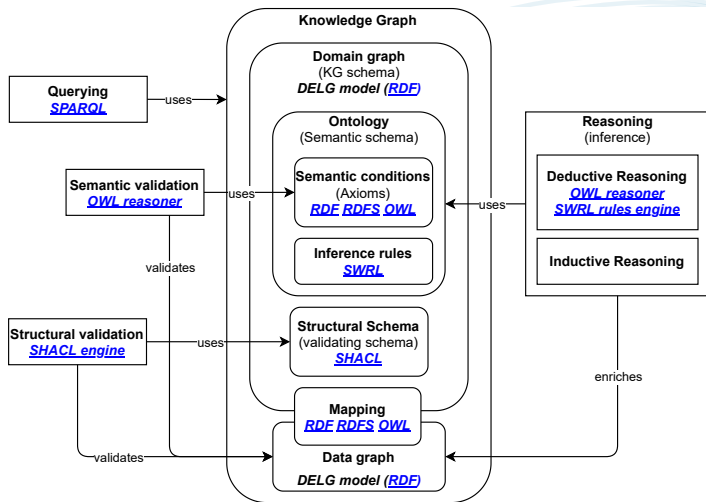 Knowledge Graph
Domain graph
(KG schema)
DELG model (RDF)
Querying
SPARQL
uses
Ontology
(Semantic schema)
Reasoning
(inference)
Semantic conditions
(Axioms)
RDF RDFS OWL
Deductive Reasoning
OWL reasoner
SWRL rules engine
Semantic validation
OWL reasoner
uses
uses
Inference rules
SWRL
Inductive Reasoning
validates
Structural validation
SHACL engine
uses
Structural Schema
(validating schema)
SHACL
enriches
Mapping
RDF RDFS OWL
validates
Data graph
DELG model (RDF)